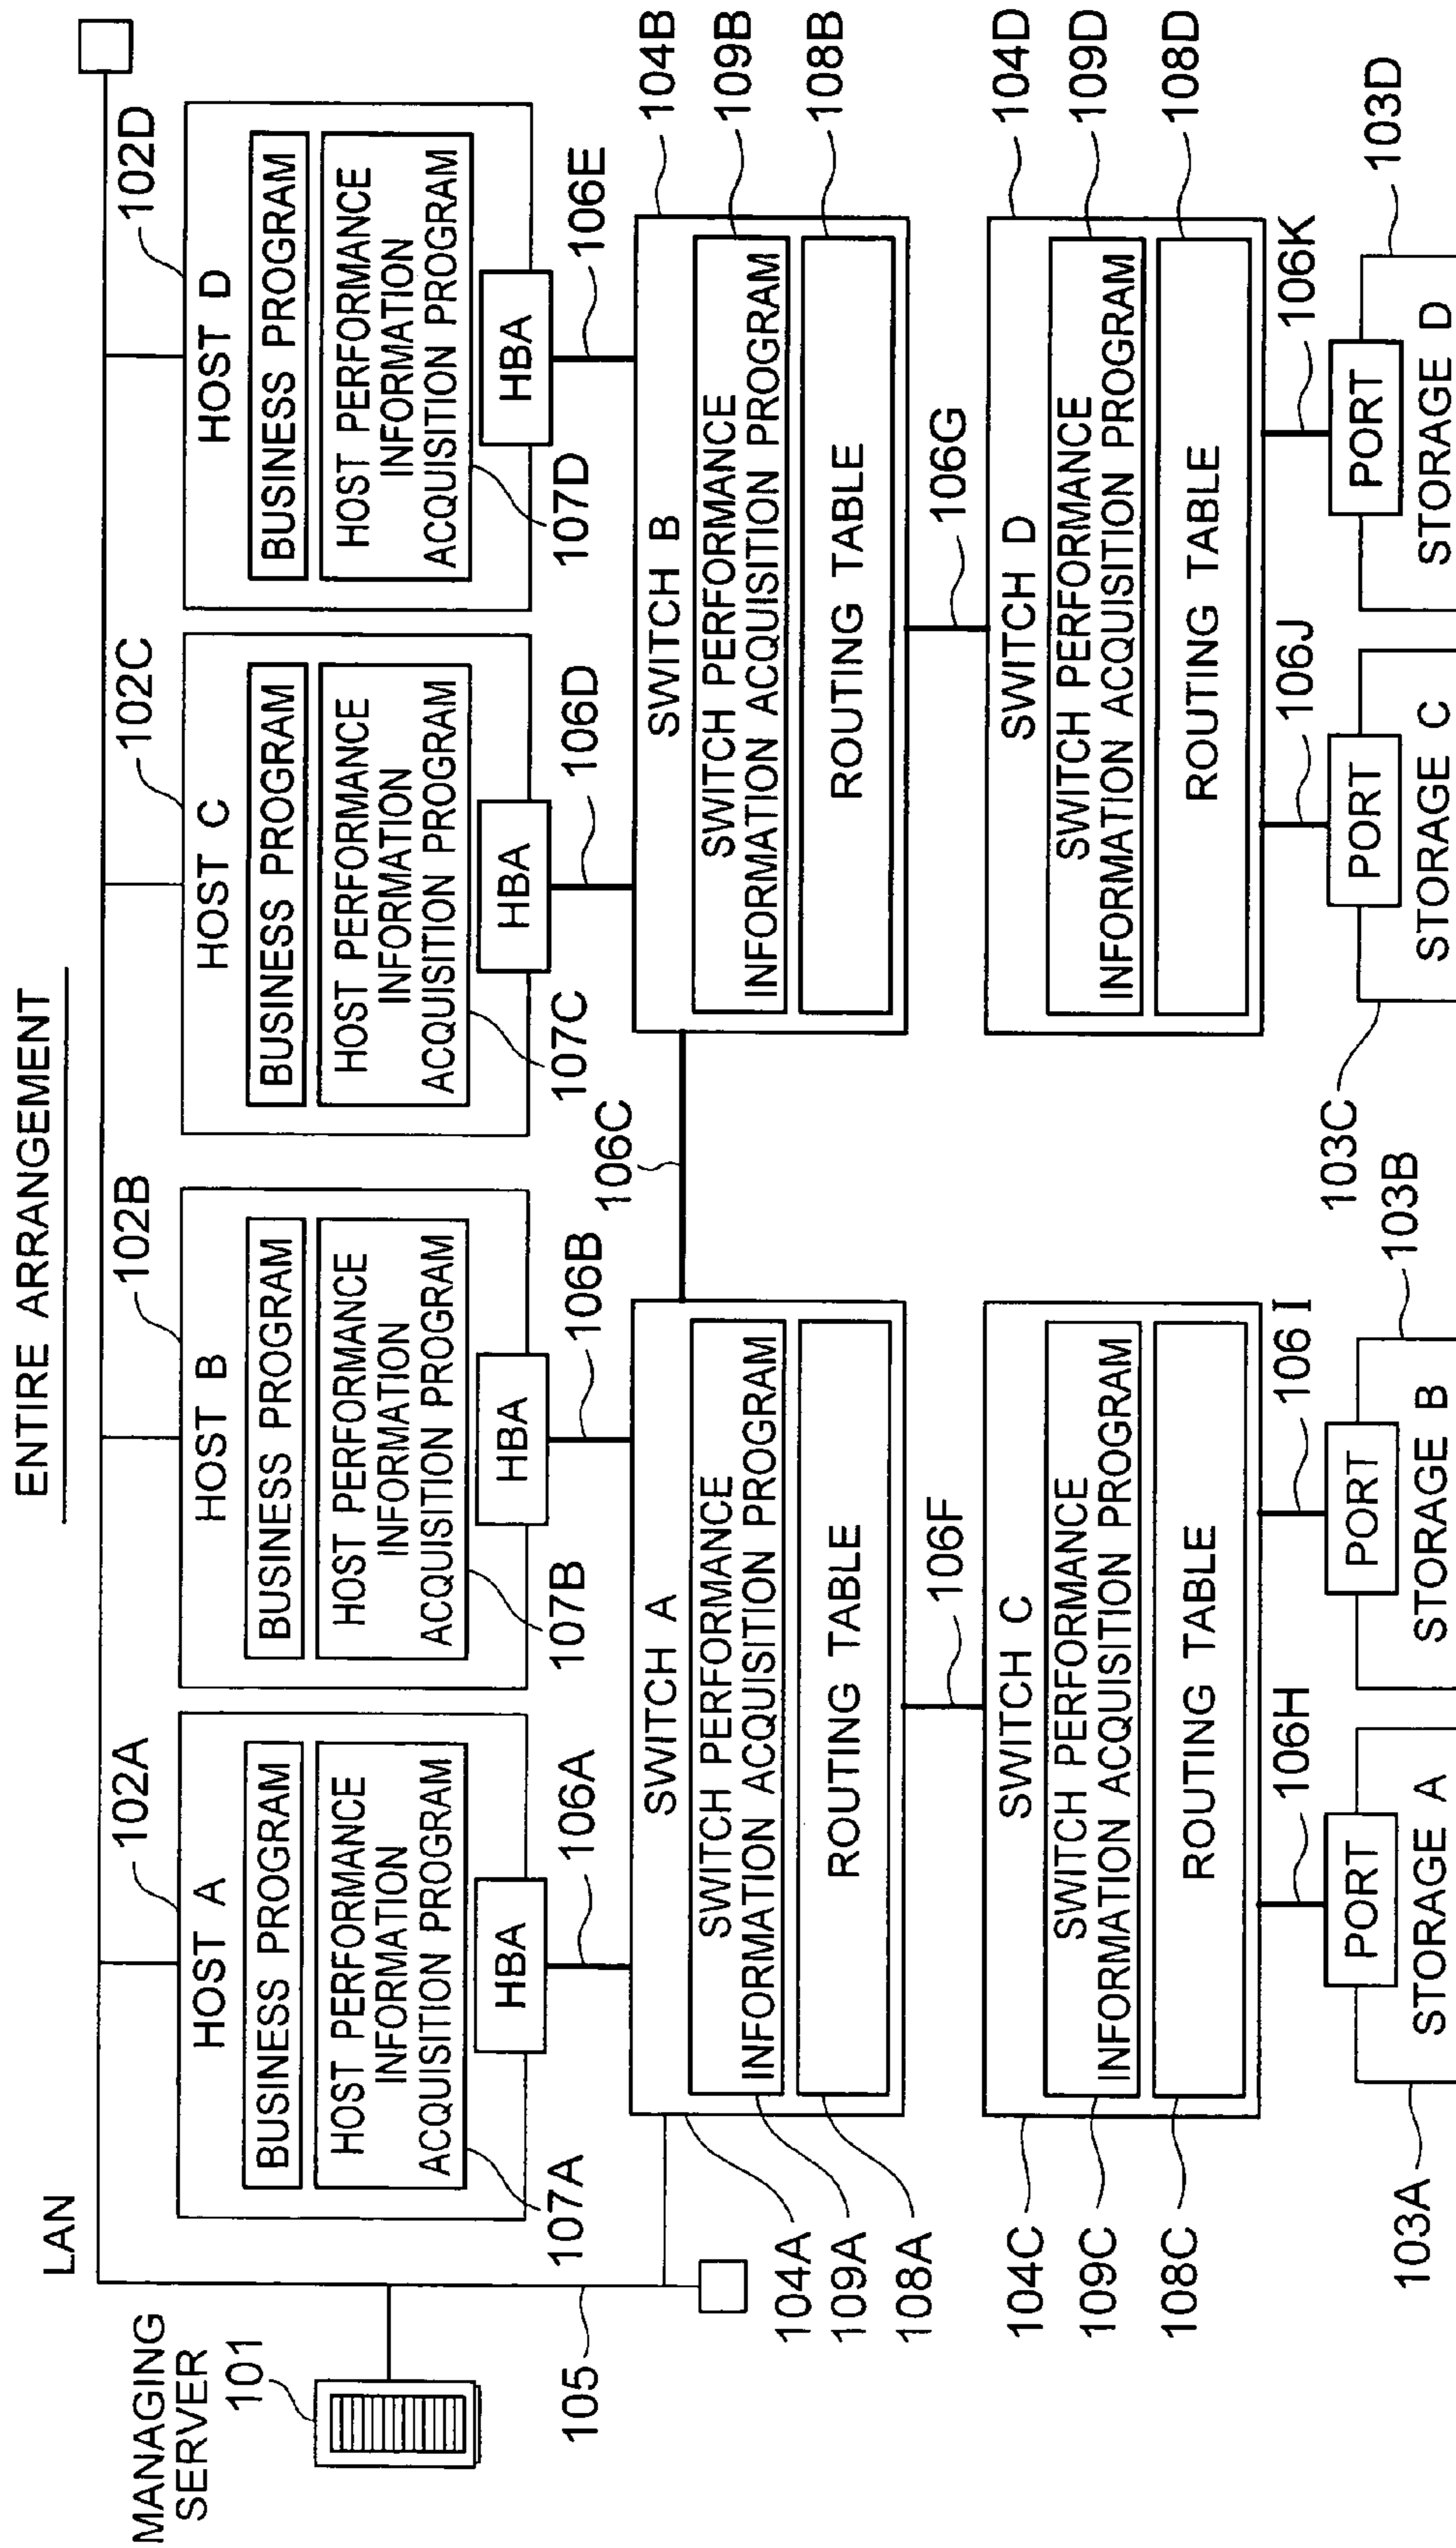 ENTIRE ARRANGEMENT
MANAGING
SERVER
101
LAN
105
102A
HOST A
BUSINESS PROGRAM
HOST PERFORMANCE
INFORMATION
ACQUISITION PROGRAM
107A
HBA
106A
102B
HOST B
BUSINESS PROGRAM
HOST PERFORMANCE
INFORMATION
ACQUISITION PROGRAM
107B
HBA
106B
102C
HOST C
BUSINESS PROGRAM
HOST PERFORMANCE
INFORMATION
ACQUISITION PROGRAM
107C
HBA
106D
102D
HOST D
BUSINESS PROGRAM
HOST PERFORMANCE
INFORMATION
ACQUISITION PROGRAM
107D
HBA
106E
SWITCH A
SWITCH PERFORMANCE
INFORMATION ACQUISITION PROGRAM
ROUTING TABLE
104A
109A
108A
106C
SWITCH B
SWITCH PERFORMANCE
INFORMATION ACQUISITION PROGRAM
ROUTING TABLE
104B
109B
108B
106F
106G
SWITCH C
SWITCH PERFORMANCE
INFORMATION ACQUISITION PROGRAM
ROUTING TABLE
104C
109C
108C
SWITCH D
SWITCH PERFORMANCE
INFORMATION ACQUISITION PROGRAM
ROUTING TABLE
104D
109D
108D
106H
PORT
STORAGE A
103A
106 I
PORT
STORAGE B
103B
106J
PORT
STORAGE C
103C
106K
PORT
STORAGE D
103D